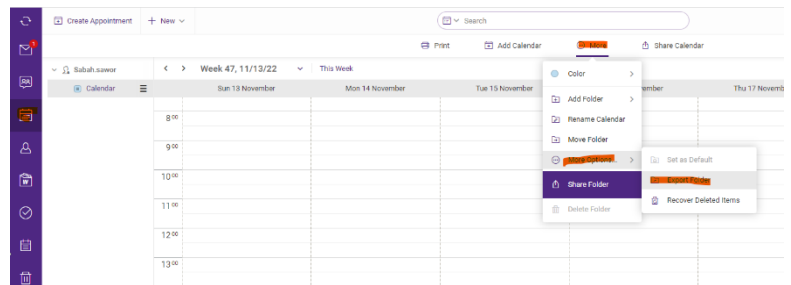 Create Appointment
New
Search
1
Print
Add Calendar
More
Share Calendar
Sabah.sawor
Week 47, 11/13/22
This Week
Calendar
Sun 13 November
Mon 14 November
Tue 15 November
ember
Thu 17 Novemb
8 00
9 00
10 00
11 00
12 00
13 00
Color
Add Folder
Rename Calendar
Move Folder
More Options...
Share Folder
Delete Folder
Set as Default
Export Folder
Recover Deleted Items